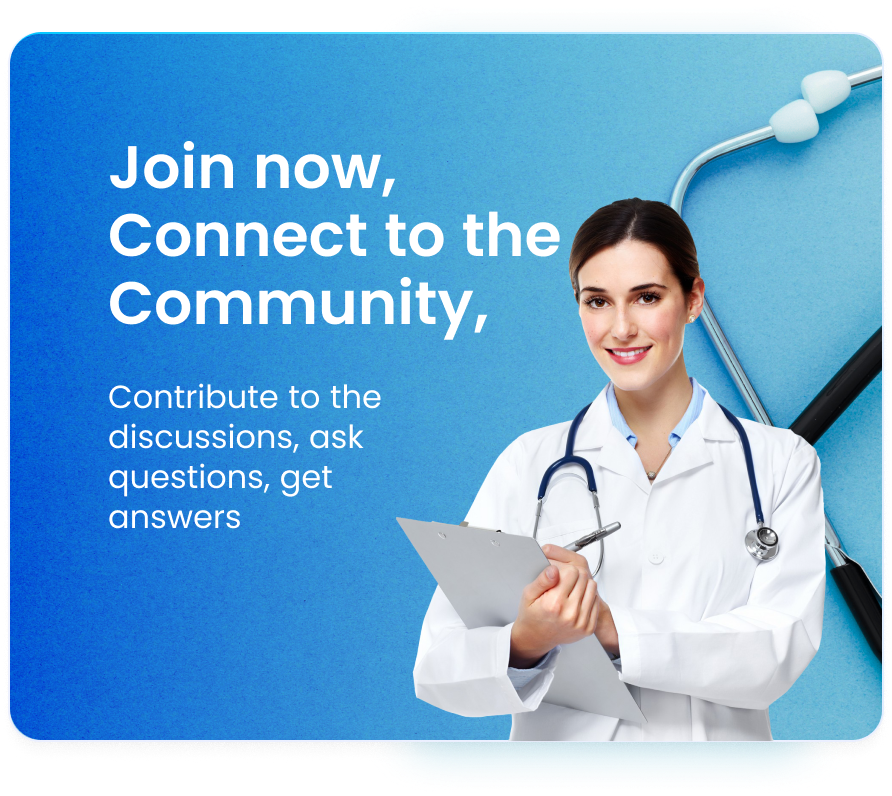 Join now,
Connect to the
Community,
Contribute to the
discussions, ask
questions, get
answers